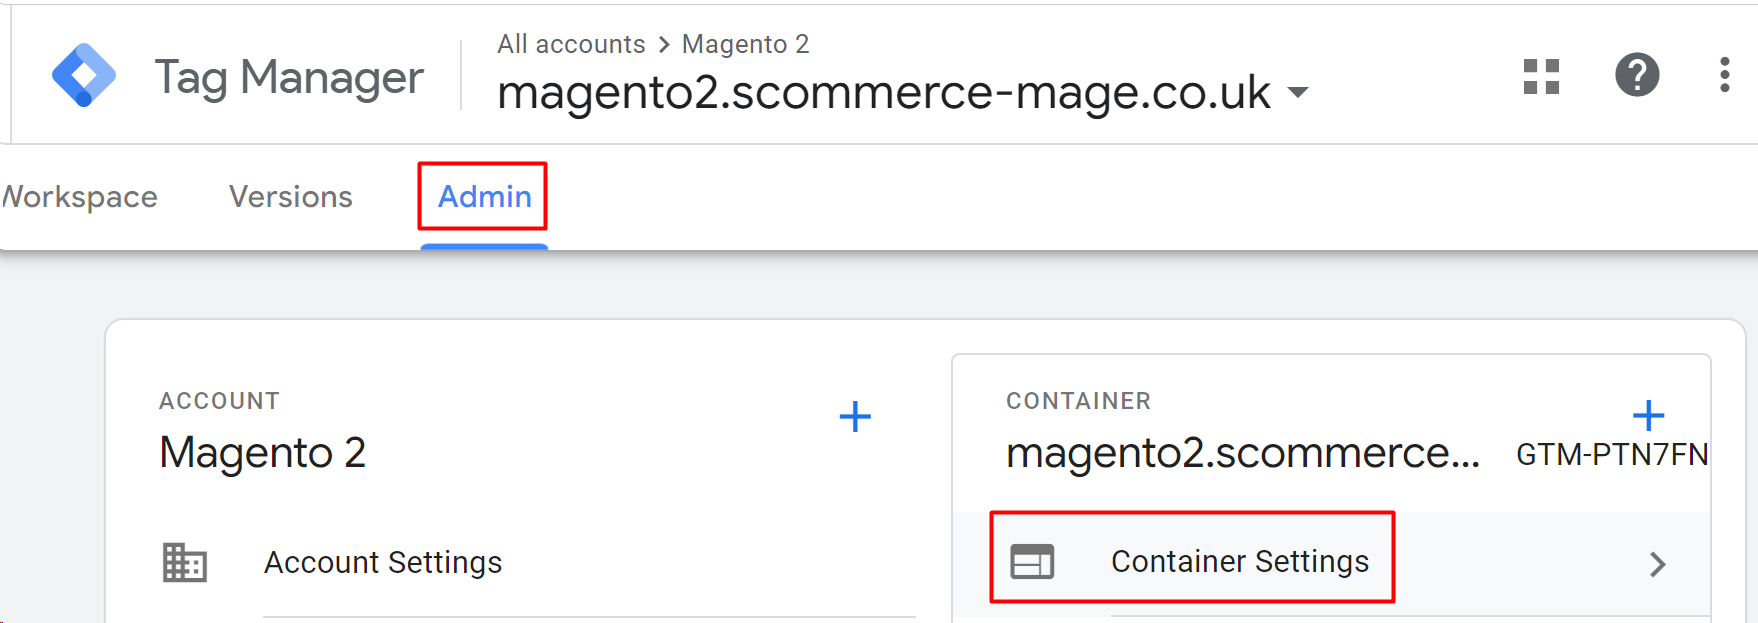 Tag Manager
All accounts > Magento 2
magento2.scommerce-mage.co.uk
Workspace Versions Admin
ACCOUNT
Magento 2
Account Settings
CONTAINER
magento2.scommerce... GTM-PTN7FN
Container Settings